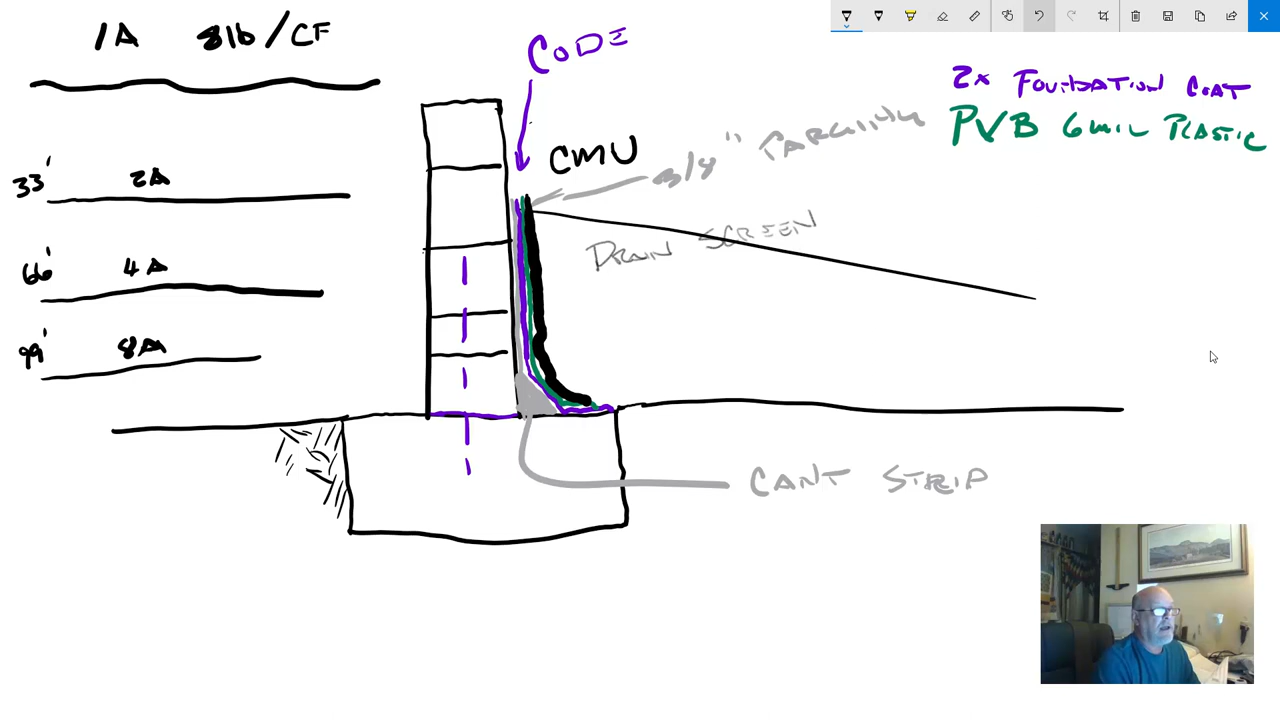 1A 8lb/CF
CODE
2x FOUNDATION COAT
PVB 6MIL PLASTIC
3/8" PARGING
CMU
33' 2A
DRAIN SCREEN
66' 4A
99' 8A
CANT STRIP